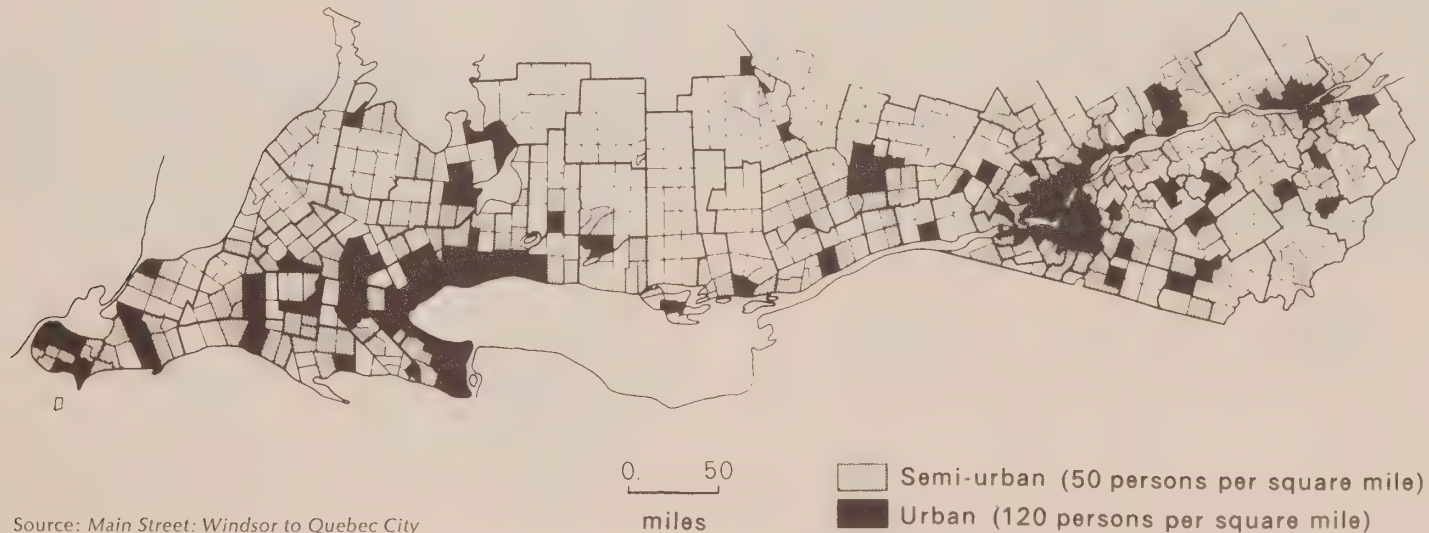 0. 50
miles
Semi-urban (50 persons per square mile)
Urban (120 persons per square mile)
Source: Main Street: Windsor to Quebec City